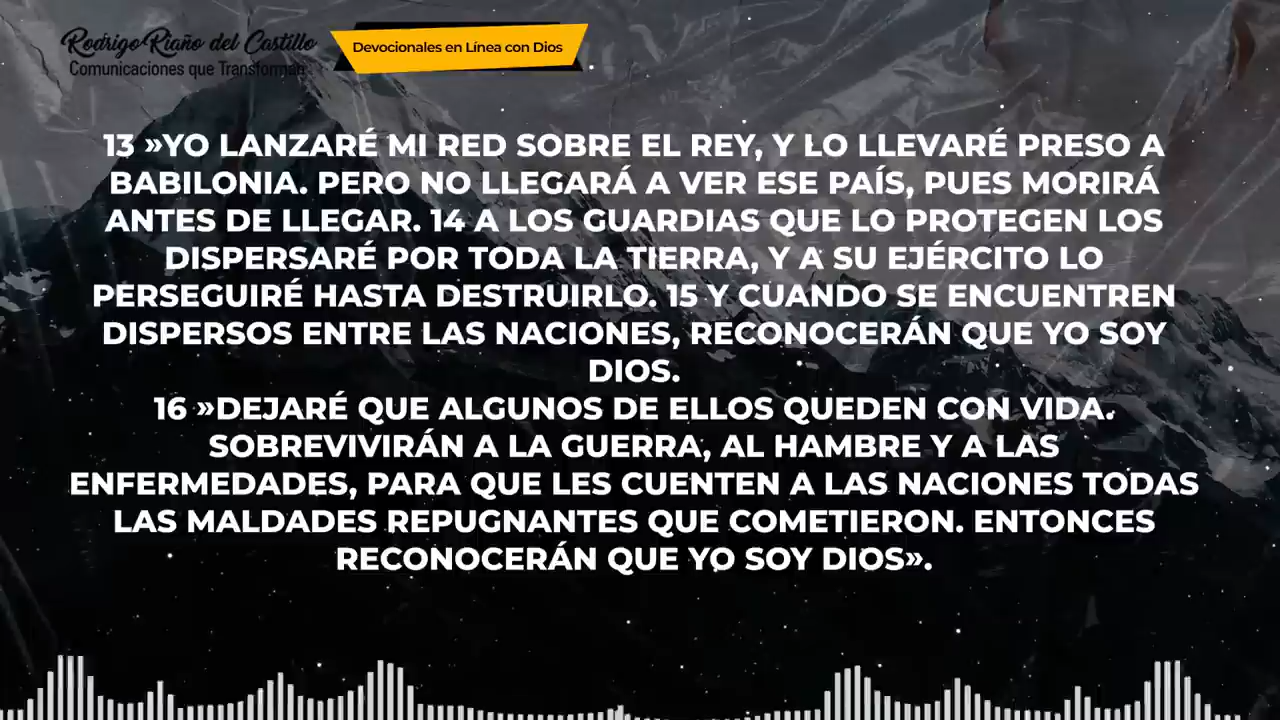 Rodrigo Riaño del Castillo
Comunicaciones que Transforman
Devocionales en Línea con Dios
13 »YO LANZARÉ MI RED SOBRE EL REY, Y LO LLEVARÉ PRESO A
BABILONIA. PERO NO LLEGARÁ A VER ESE PAÍS, PUES MORIRÁ
ANTES DE LLEGAR. 14 A LOS GUARDIAS QUE LO PROTEGEN LOS
DISPERSARÉ POR TODA LA TIERRA, Y A SU EJÉRCITO LO
PERSEGUIRÉ HASTA DESTRUIRLO. 15 Y CUANDO SE ENCUENTREN
DISPERSOS ENTRE LAS NACIONES, RECONOCERÁN QUE YO SOY
DIOS.
16 »DEJARÉ QUE ALGUNOS DE ELLOS QUEDEN CON VIDA.
SOBREVIVIRÁN A LA GUERRA, AL HAMBRE Y A LAS
ENFERMEDADES, PARA QUE LES CUENTEN A LAS NACIONES TODAS
LAS MALDADES REPUGNANTES QUE COMETIERON. ENTONCES
RECONOCERÁN QUE YO SOY DIOS».